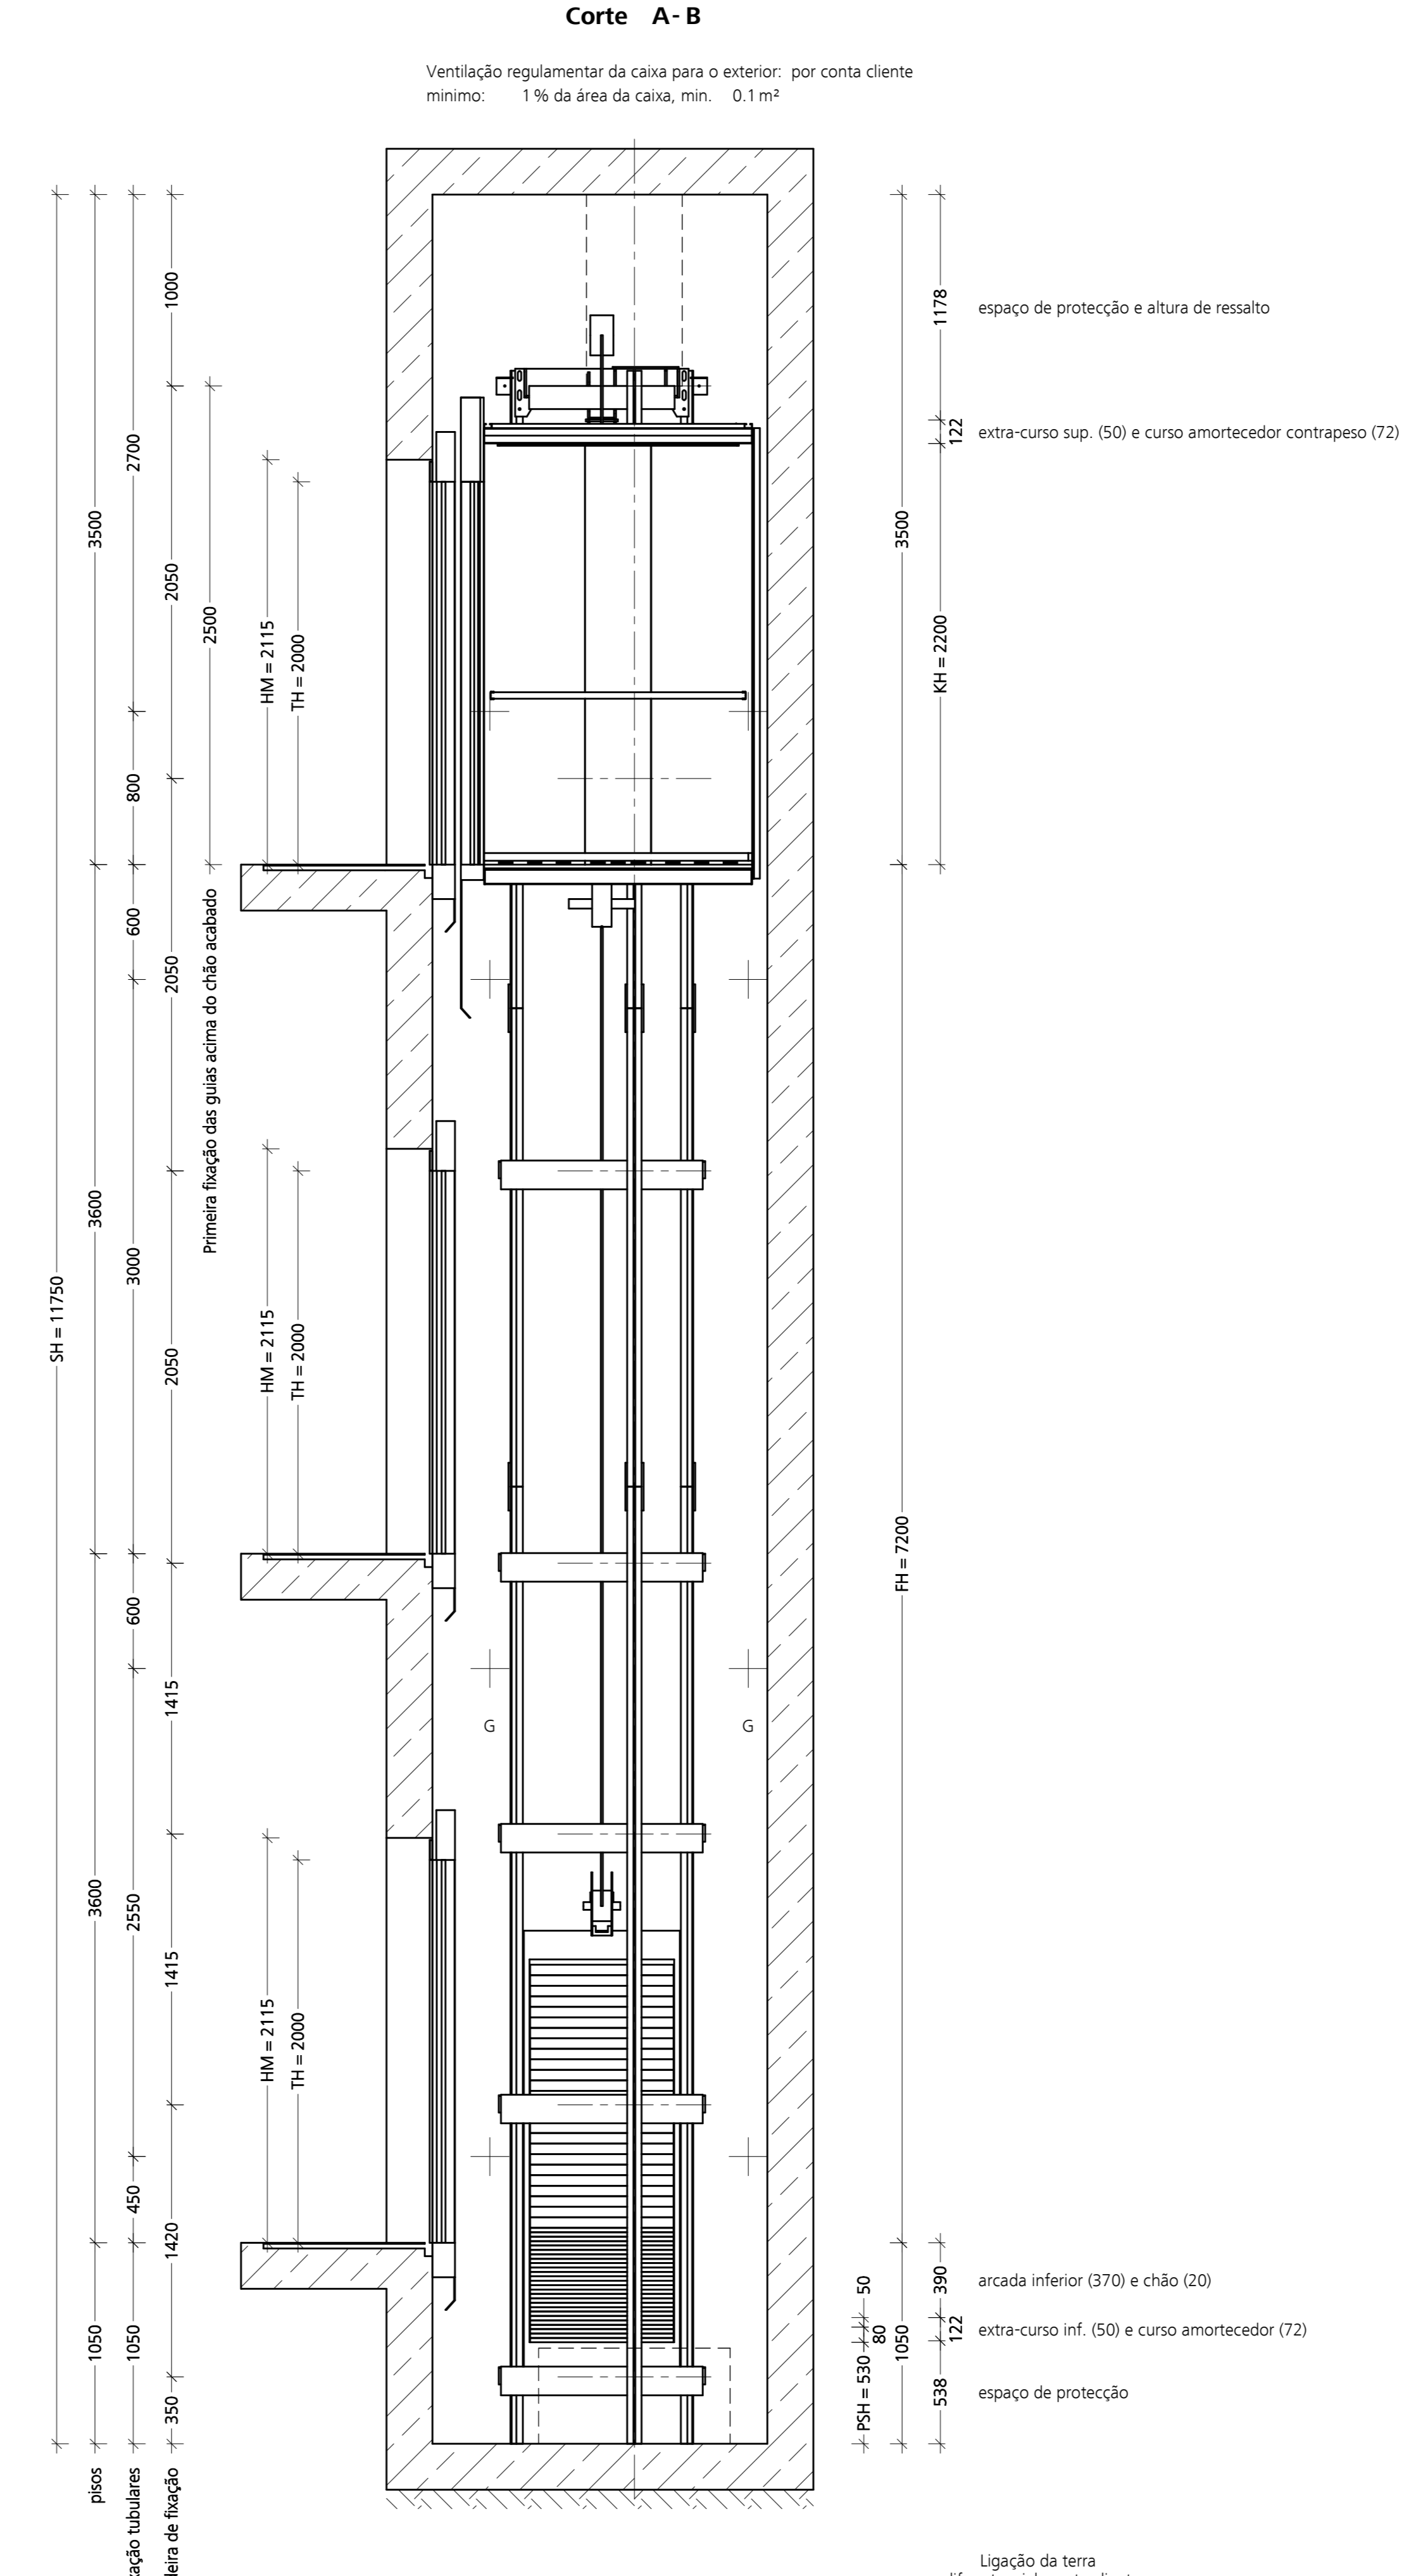 Corte A-B
Ventilação regulamentar da caixa para o exterior: por conta cliente
minimo: 1 % da área da caixa, min. 0.1 m²
SH = 11750
3500
3600
3600
1050
pisos
2700
800
600
3000
600
2550
450
1050
tubulares
1000
2050
2050
2050
1415
1415
1420
350
de fixação
2500
Primeira fixação das guias acima do chão acabado
HM = 2115
TH = 2000
HM = 2115
TH = 2000
HM = 2115
TH = 2000
G
G
50
80
PSH = 530
3500
FH = 7200
1050
1178
122
KH = 2200
390
122
538
espaço de protecção e altura de ressalto
extra-curso sup. (50) e curso amortecedor contrapeso (72)
arcada inferior (370) e chão (20)
extra-curso inf. (50) e curso amortecedor (72)
espaço de protecção
Ligação da terra